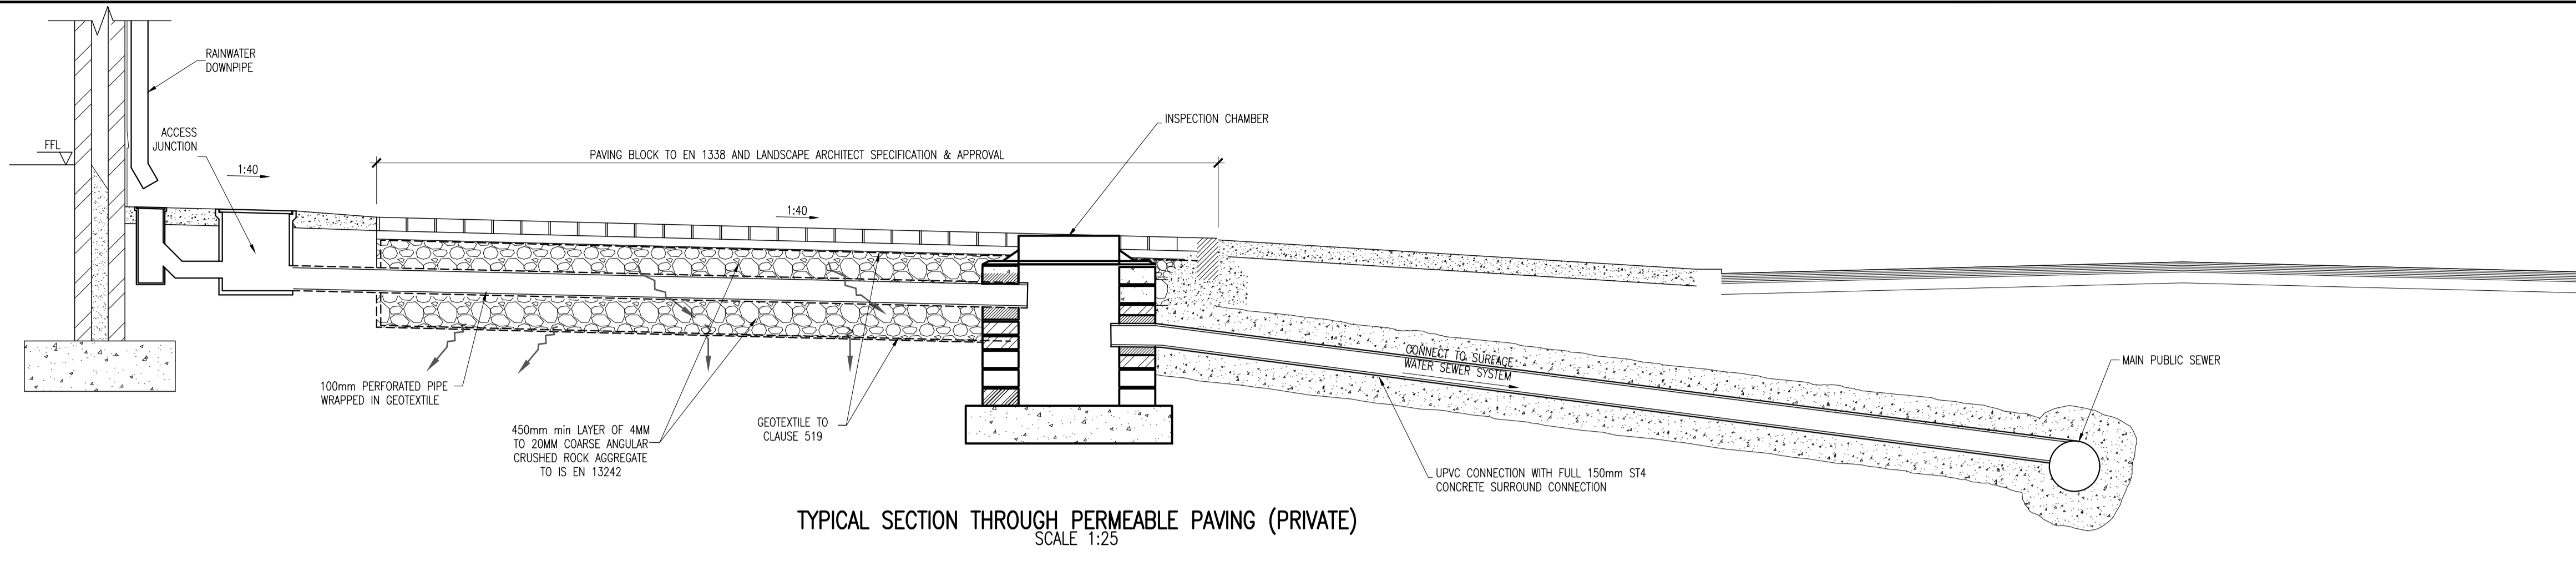 RAINWATER
DOWNPIPE
ACCESS
JUNCTION
FFL
1:40
PAVING BLOCK TO EN 1338 AND LANDSCAPE ARCHITECT SPECIFICATION & APPROVAL
INSPECTION CHAMBER
1:40
CONNECT TO SURFACE
WATER SEWER SYSTEM
MAIN PUBLIC SEWER
100mm PERFORATED PIPE
WRAPPED IN GEOTEXTILE
450mm min LAYER OF 4MM
TO 20MM COARSE ANGULAR
CRUSHED ROCK AGGREGATE
TO IS EN 13242
GEOTEXTILE TO
CLAUSE 519
UPVC CONNECTION WITH FULL 150mm ST4
CONCRETE SURROUND CONNECTION
TYPICAL SECTION THROUGH PERMEABLE PAVING (PRIVATE)
SCALE 1:25